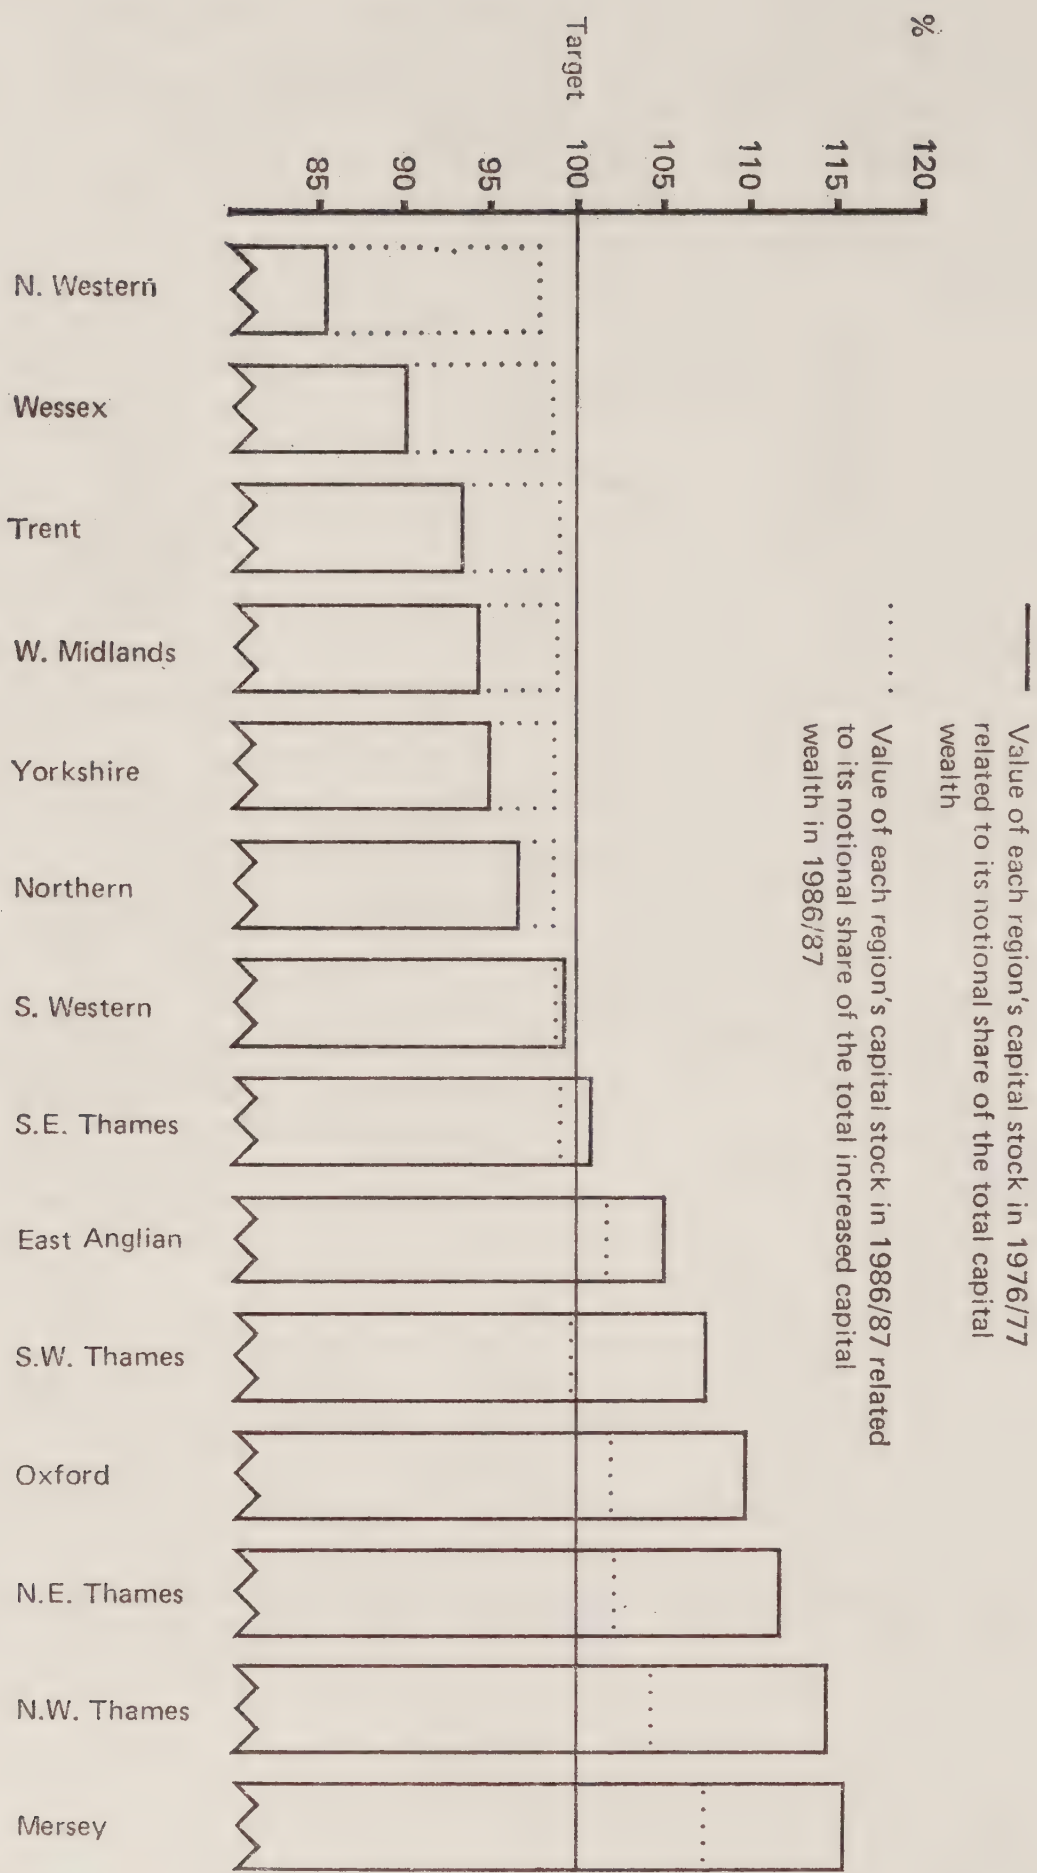 %
120
115
110
105
Target 100
95
90
85
Value of each region's capital stock in 1976/77
related to its notional share of the total capital
wealth
Value of each region's capital stock in 1986/87 related
to its notional share of the total increased capital
wealth in 1986/87
N. Western
Wessex
Trent
W. Midlands
Yorkshire
Northern
S. Western
S.E. Thames
East Anglian
S.W. Thames
Oxford
N.E. Thames
N.W. Thames
Mersey